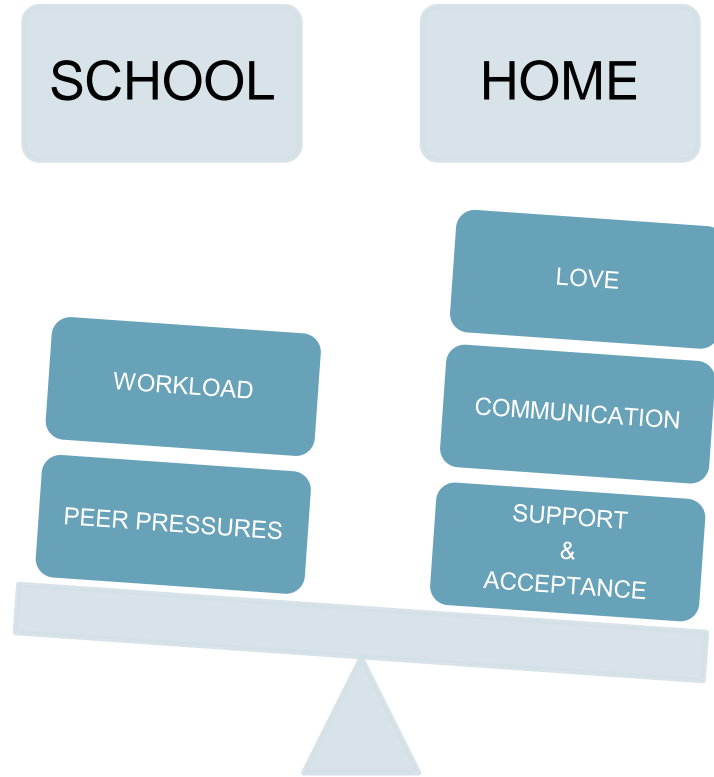 SCHOOL
HOME
LOVE
WORKLOAD
COMMUNICATION
PEER PRESSURES
SUPPORT
&
ACCEPTANCE